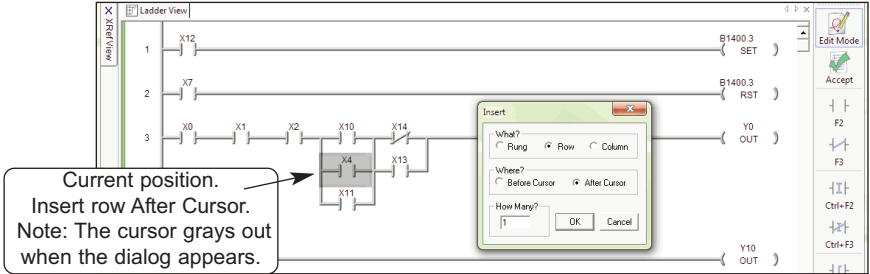 XRef View
Ladder View
Edit Mode
Accept
F2
F3
Ctrl+F2
Ctrl+F3
1
X12
B1400.3
SET
2
X7
B1400.3
RST
3
X0
X1
X2
X10
X14
Y0
OUT
X4
X13
X11
Y10
OUT
Insert
What?
Rung
Row
Column
Where?
Before Cursor
After Cursor
How Many?
1
OK
Cancel
Current position.
Insert row After Cursor.
Note: The cursor grays out
when the dialog appears.